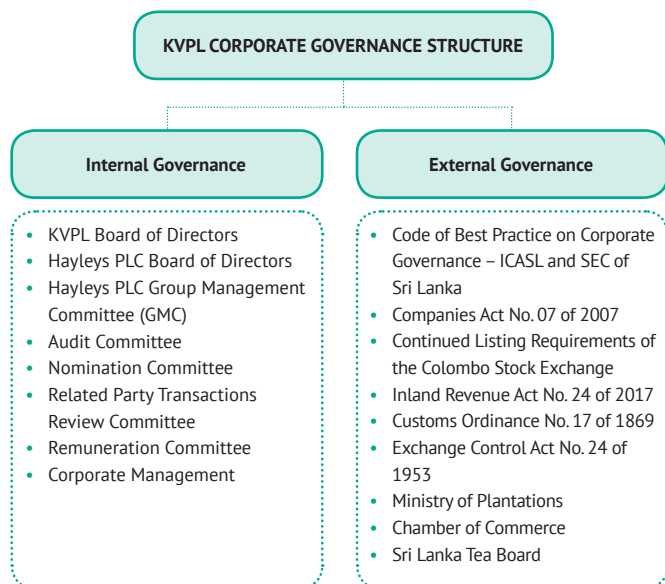 KVPL CORPORATE GOVERNANCE STRUCTURE
Internal Governance
• KVPL Board of Directors
• Hayleys PLC Board of Directors
• Hayleys PLC Group Management
Committee (GMC)
• Audit Committee
• Nomination Committee
• Related Party Transactions
Review Committee
• Remuneration Committee
• Corporate Management
External Governance
• Code of Best Practice on Corporate
Governance – ICASL and SEC of
Sri Lanka
• Companies Act No. 07 of 2007
• Continued Listing Requirements of
the Colombo Stock Exchange
• Inland Revenue Act No. 24 of 2017
• Customs Ordinance No. 17 of 1869
• Exchange Control Act No. 24 of
1953
• Ministry of Plantations
• Chamber of Commerce
• Sri Lanka Tea Board